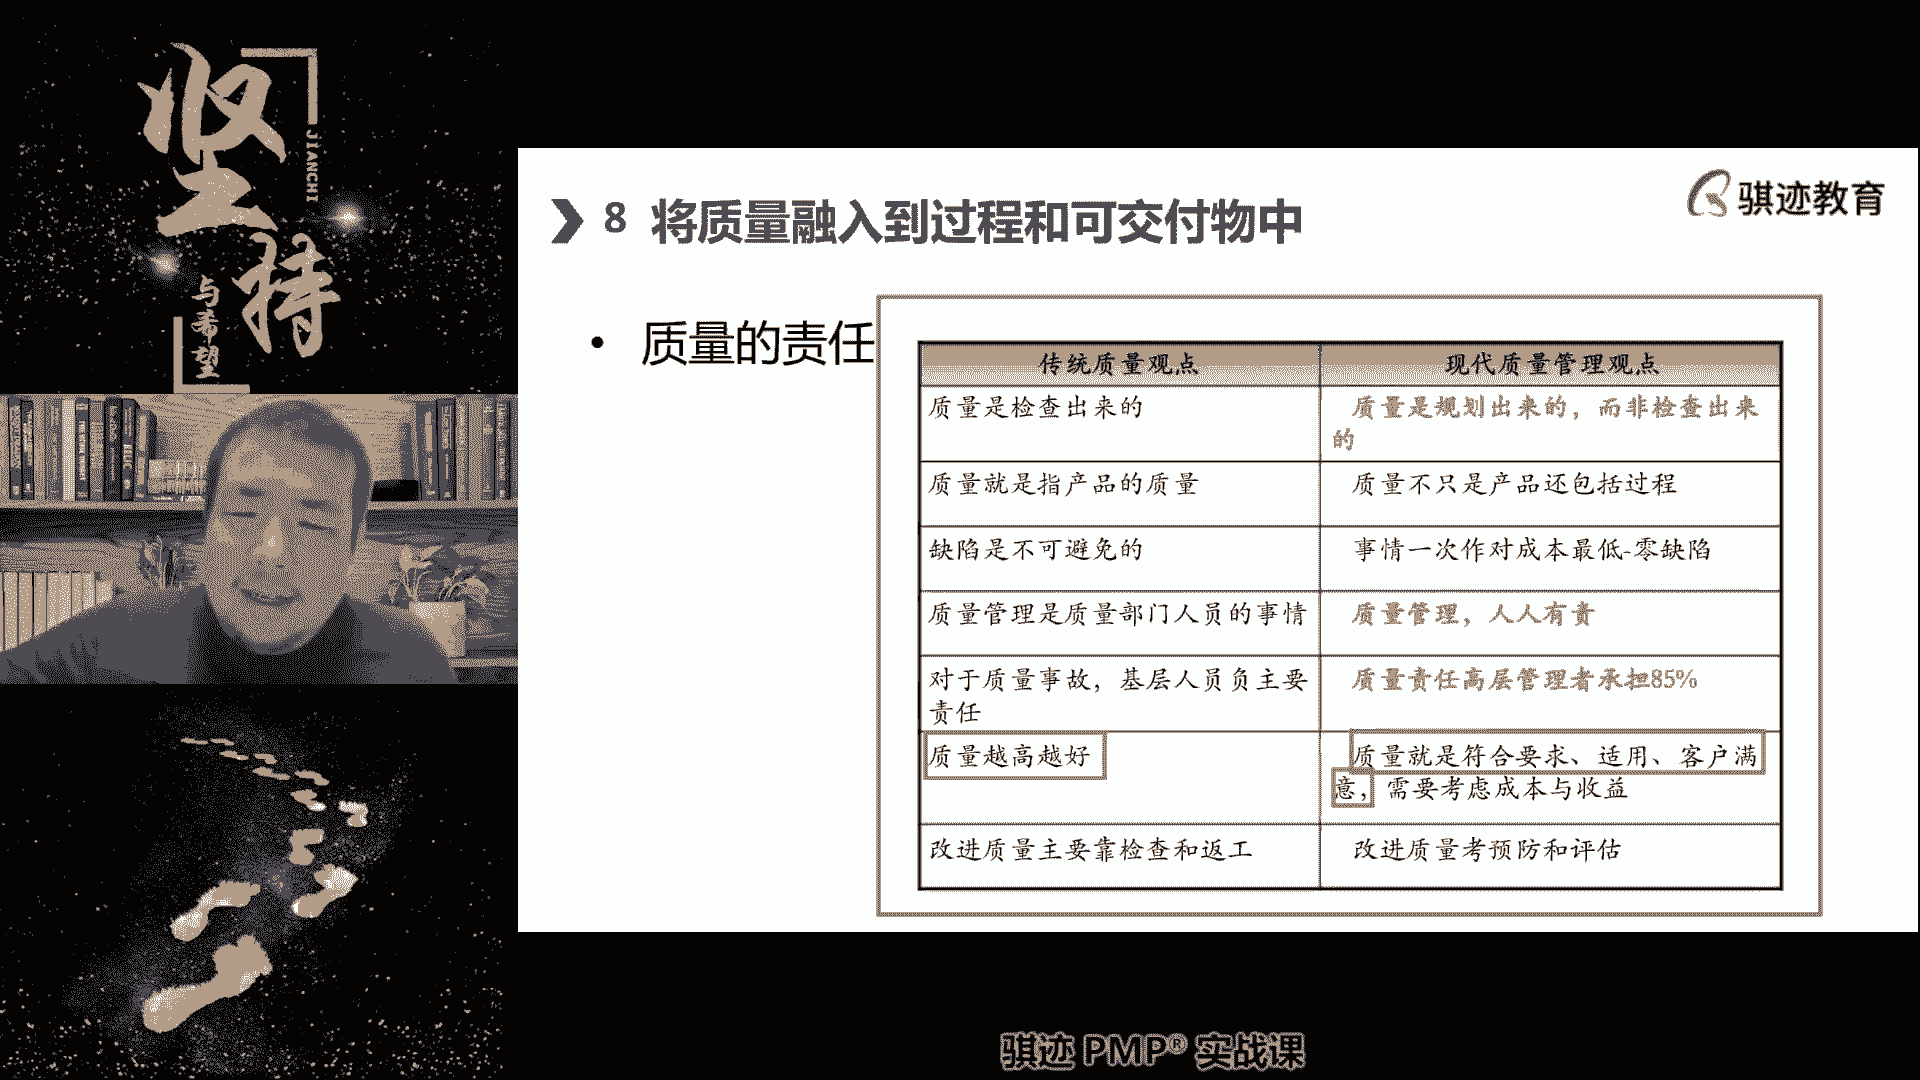 坚持
JIANCHI
与希望
骐迹教育
8 将质量融入到过程和可交付物中
• 质量的责任
传统质量观点
现代质量管理观点
质量是检查出来的
质量是规划出来的，而非检查出来
的
质量就是指产品的质量
质量不只是产品还包括过程
缺陷是不可避免的
事情一次作对成本最低-零缺陷
质量管理是质量部门人员的事情
质量管理，人人有责
对于质量事故，基层人员负主要
责任
质量责任高层管理者承担85%
质量越高越好
质量就是符合要求、适用、客户满
意，需要考虑成本与收益
改进质量主要靠检查和返工
改进质量考预防和评估
骐迹 PMP® 实战课